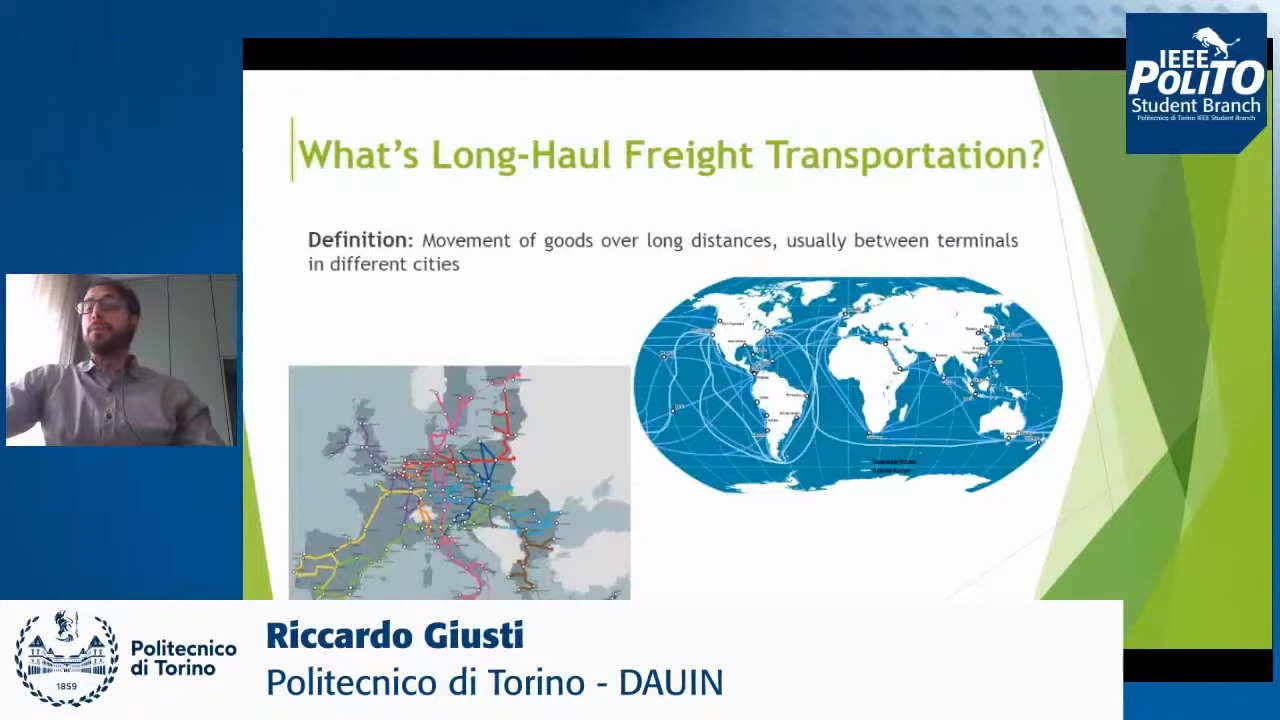 IEEE
POLITO
Student Branch
Politecnico di Torino IEEE Student Branch
What's Long-Haul Freight Transportation?
Definition: Movement of goods over long distances, usually between terminals
in different cities
Politecnico
di Torino
1859
Riccardo Giusti
Politecnico di Torino - DAUIN